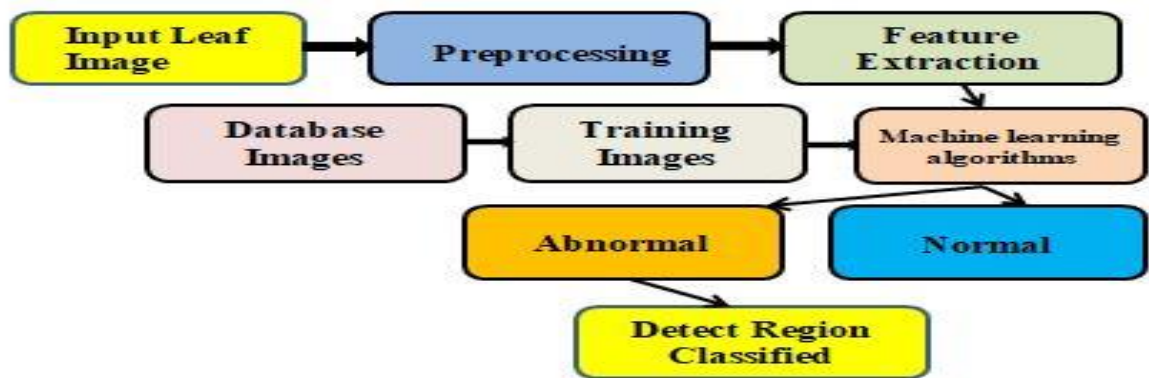 Input Leaf
Image
Preprocessing
Feature
Extraction
Database
Images
Training
Images
Machine learning
algorithms
Abnormal
Normal
Detect Region
Classified